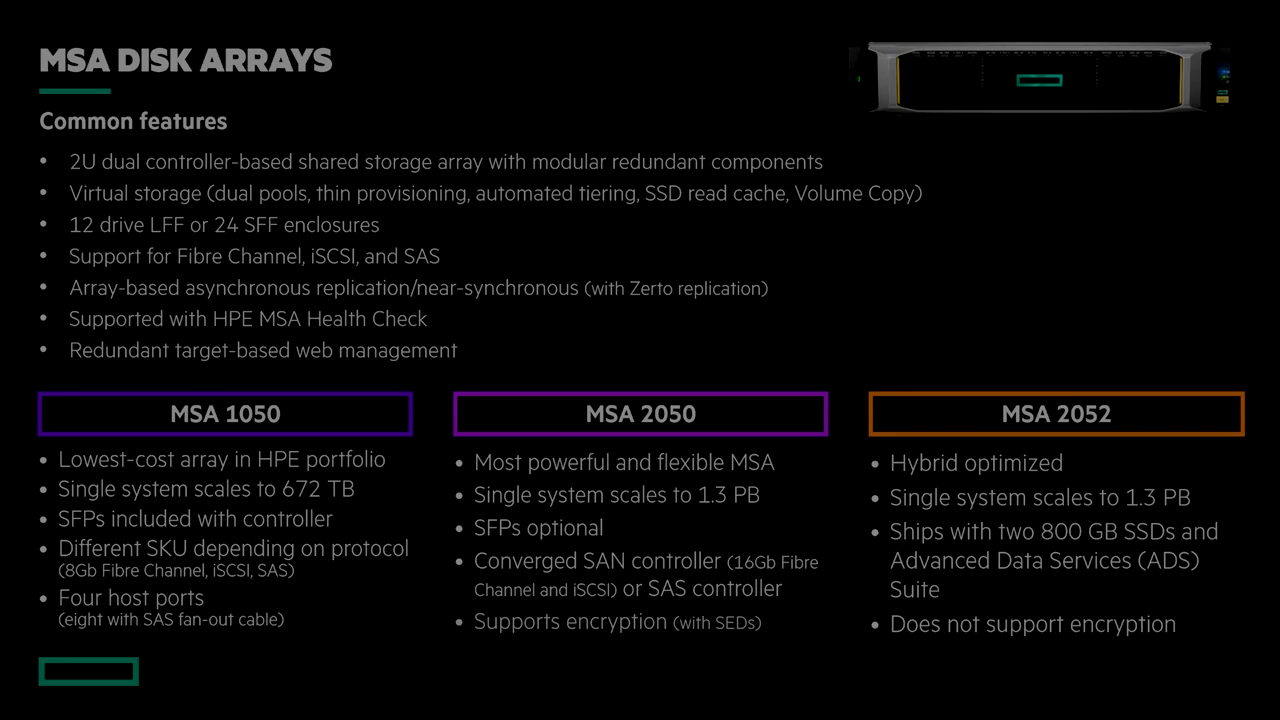 MSA DISK ARRAYS
Common features
• 2U dual controller-based shared storage array with modular redundant components
• Virtual storage (dual pools, thin provisioning, automated tiering, SSD read cache, Volume Copy)
• 12 drive LFF or 24 SFF enclosures
• Support for Fibre Channel, iSCSI, and SAS
• Array-based asynchronous replication/near-synchronous (with Zerto replication)
• Supported with HPE MSA Health Check
• Redundant target-based web management
MSA 1050
• Lowest-cost array in HPE portfolio
• Single system scales to 672 TB
• SFPs included with controller
• Different SKU depending on protocol
(8Gb Fibre Channel, iSCSI, SAS)
• Four host ports
(eight with SAS fan-out cable)
MSA 2050
• Most powerful and flexible MSA
• Single system scales to 1.3 PB
• SFPs optional
• Converged SAN controller (16Gb Fibre
Channel and iSCSI) or SAS controller
• Supports encryption (with SEDs)
MSA 2052
• Hybrid optimized
• Single system scales to 1.3 PB
• Ships with two 800 GB SSDs and
Advanced Data Services (ADS)
Suite
• Does not support encryption